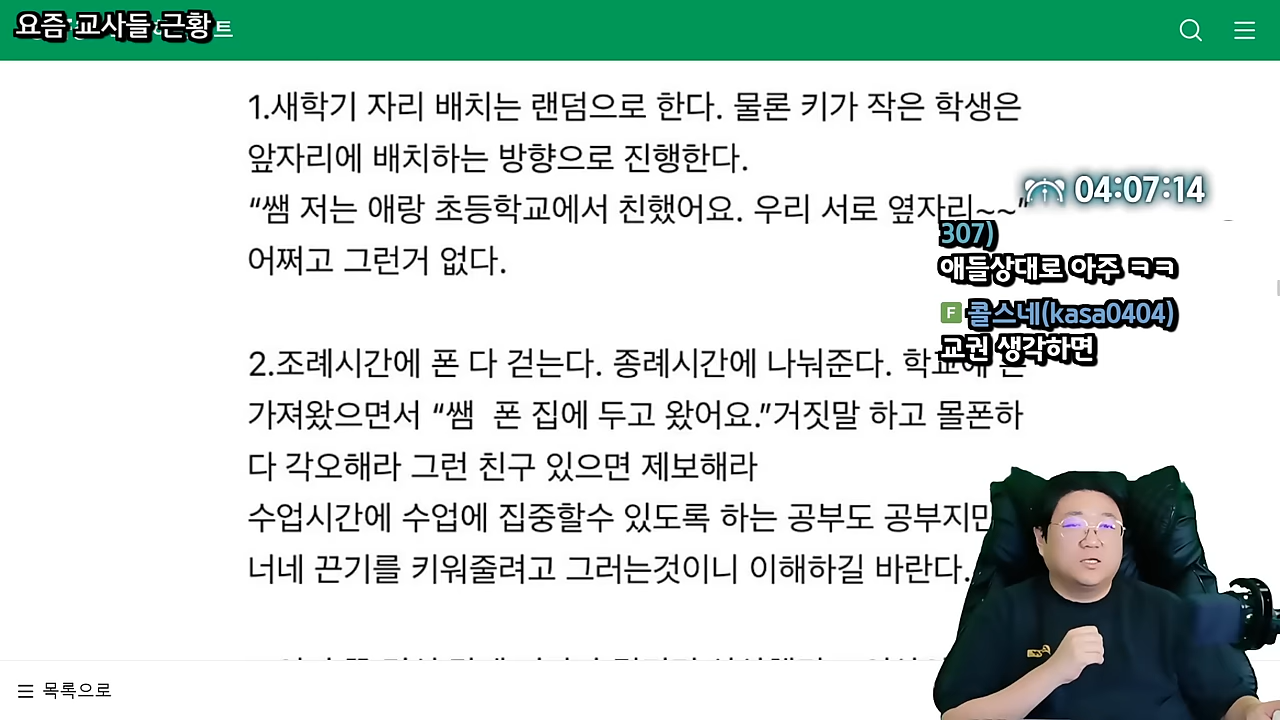 요즘 교사들 근황
트
1.새학기 자리 배치는 랜덤으로 한다. 물론 키가 작은 학생은
앞자리에 배치하는 방향으로 진행한다.
“쌤 저는 애랑 초등학교에서 친했어요. 우리 서로 옆자리~~”
어쩌고 그런거 없다.
04:07:14
307)
애들상대로 아주 ㅋㅋ
F 콜스네(kasa0404)
교권 생각하면
2.조례시간에 폰 다 걷는다. 종례시간에 나눠준다. 학교에
가져왔으면서 “쌤 폰 집에 두고 왔어요.”거짓말 하고 몰폰하
다 각오해라 그런 친구 있으면 제보해라
수업시간에 수업에 집중할수 있도록 하는 공부도 공부지만
너네 끈기를 키워줄려고 그러는것이니 이해하길 바란다.
목록으로